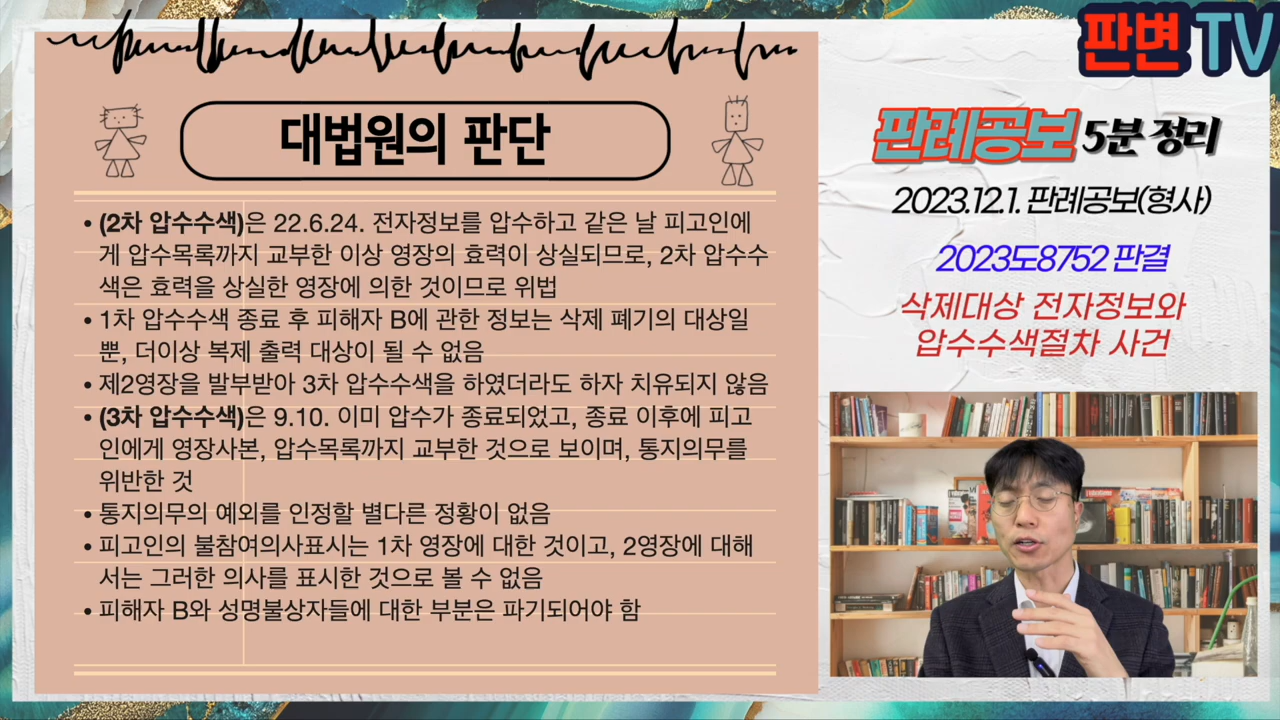 대법원의 판단
• (2차 압수수색)은 22.6.24. 전자정보를 압수하고 같은 날 피고인에
게 압수목록까지 교부한 이상 영장의 효력이 상실되므로, 2차 압수수
색은 효력을 상실한 영장에 의한 것이므로 위법
• 1차 압수수색 종료 후 피해자 B에 관한 정보는 삭제 폐기의 대상일
뿐, 더이상 복제 출력 대상이 될 수 없음
• 제2영장을 발부받아 3차 압수수색을 하였더라도 하자 치유되지 않음
• (3차 압수수색)은 9.10. 이미 압수가 종료되었고, 종료 이후에 피고
인에게 영장사본, 압수목록까지 교부한 것으로 보이며, 통지의무를
위반한 것
• 통지의무의 예외를 인정할 별다른 정황이 없음
• 피고인의 불참여의사표시는 1차 영장에 대한 것이고, 2영장에 대해
서는 그러한 의사를 표시한 것으로 볼 수 없음
• 피해자 B와 성명불상자들에 대한 부분은 파기되어야 함
판변 TV
판례공보 5분 정리
2023.12.1. 판례공보(형사)
2023도8752 판결
삭제대상 전자정보와
압수수색절차 사건